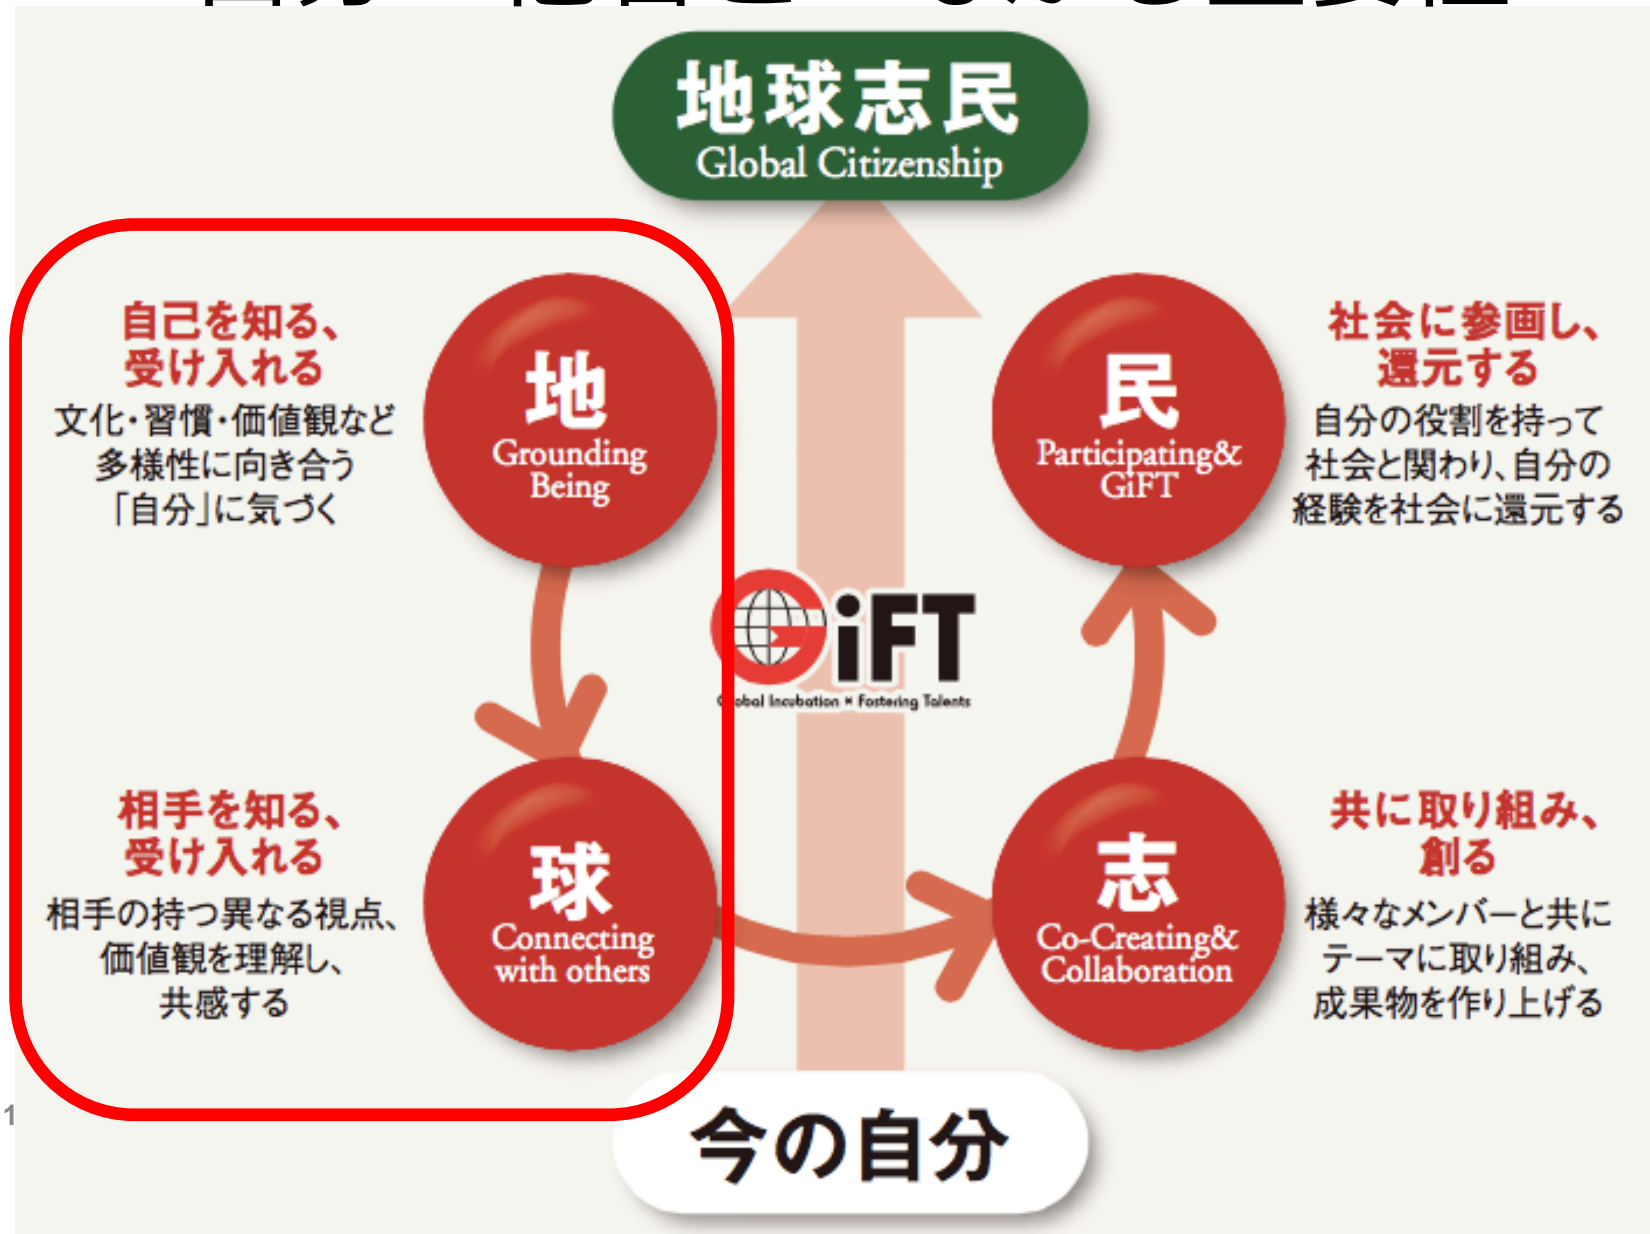 地球志民
Global Citizenship
自己を知る、
受け入れる
文化・習慣・価値観など
多様性に向き合う
「自分」に気づく
地
Grounding
Being
民
Participating&
GiFT
社会に参画し、
還元する
自分の役割を持って
社会と関わり、自分の
経験を社会に還元する
GiFT
Global Incubation × Fostering Talents
相手を知る、
受け入れる
相手の持つ異なる視点、
価値観を理解し、
共感する
球
Connecting
with others
志
Co-Creating&
Collaboration
共に取り組み、
創る
様々なメンバーと共に
テーマに取り組み、
成果物を作り上げる
1
今の自分